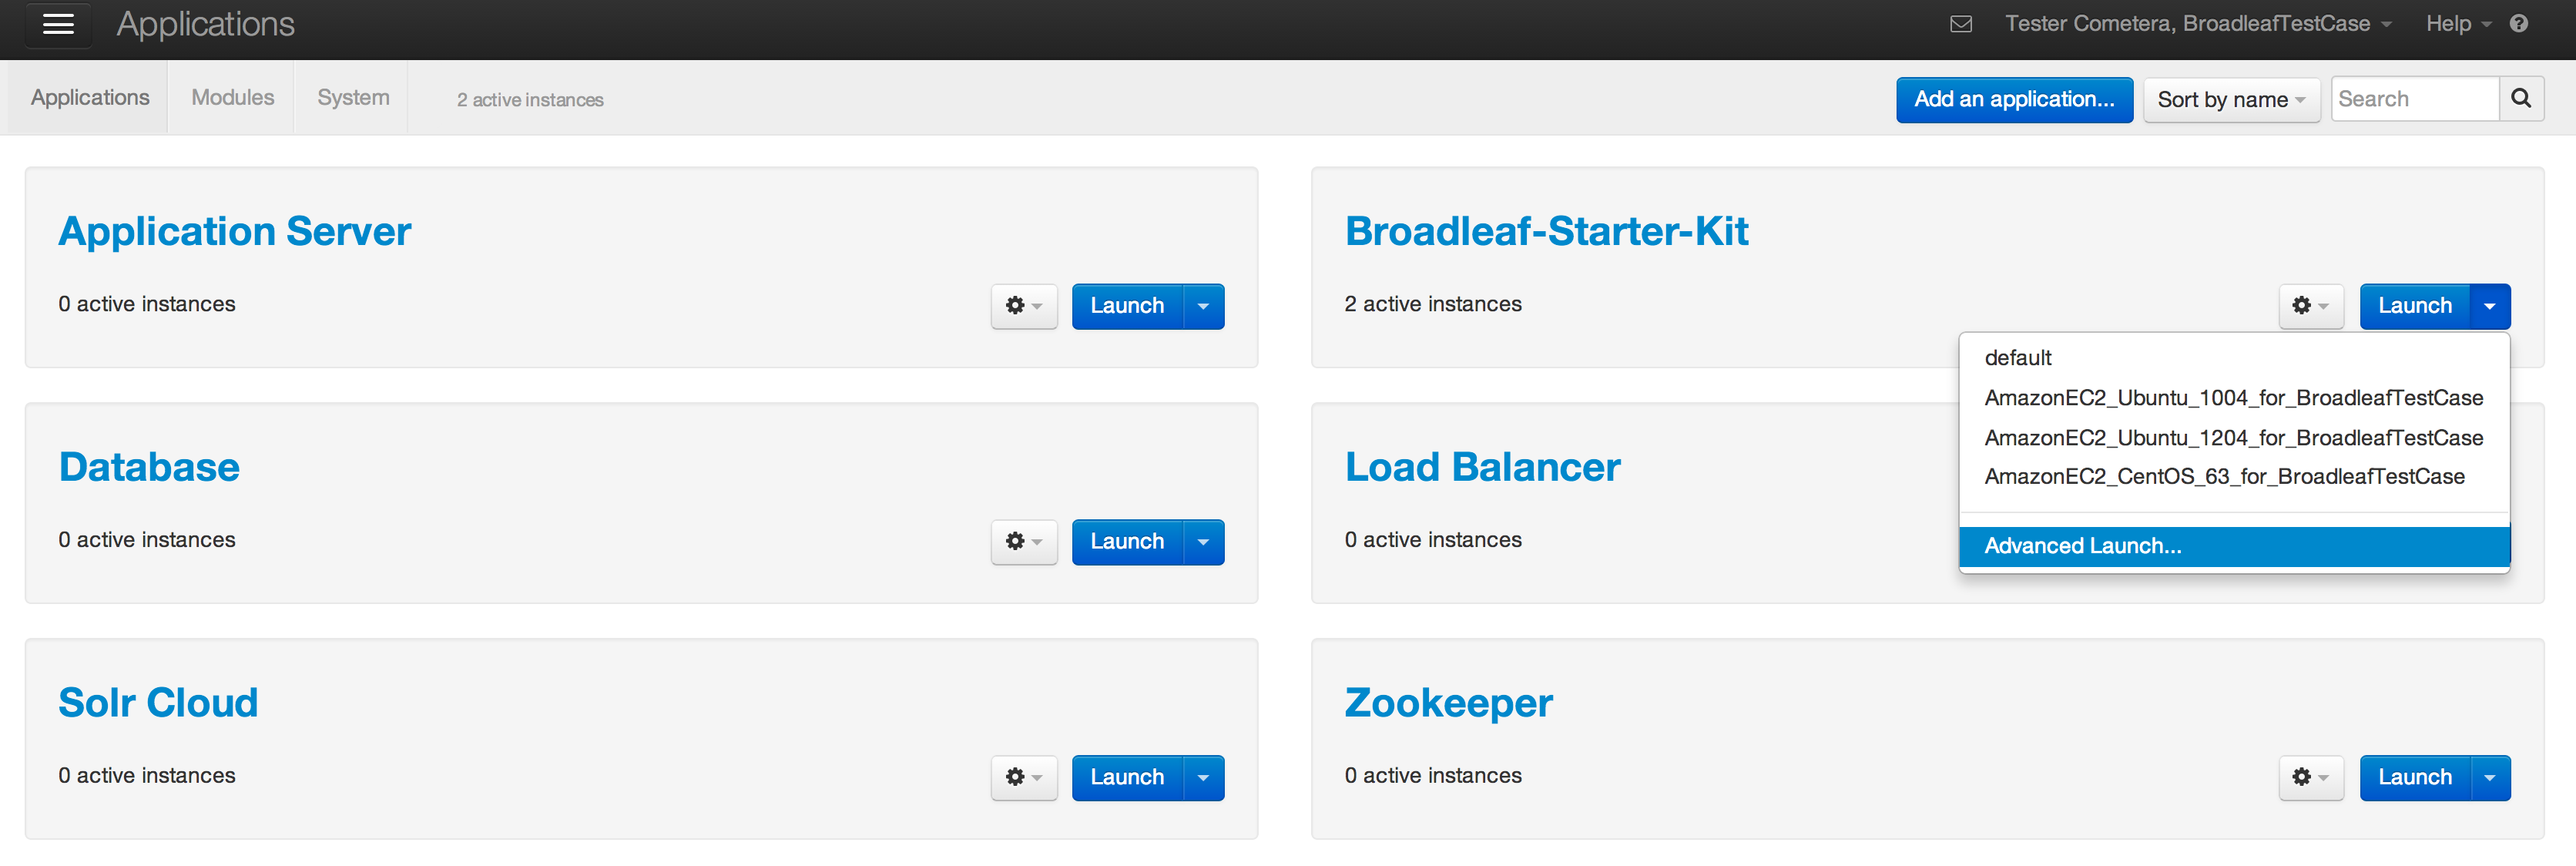 Applications
Tester Cometera, BroadleafTestCase
Help
Applications
Modules
System
2 active instances
Add an application...
Sort by name
Search
Application Server
0 active instances
Launch
Broadleaf-Starter-Kit
2 active instances
Launch
default
AmazonEC2_Ubuntu_1004_for_BroadleafTestCase
AmazonEC2_Ubuntu_1204_for_BroadleafTestCase
AmazonEC2_CentOS_63_for_BroadleafTestCase
Advanced Launch...
Database
0 active instances
Launch
Load Balancer
0 active instances
Solr Cloud
0 active instances
Launch
Zookeeper
0 active instances
Launch